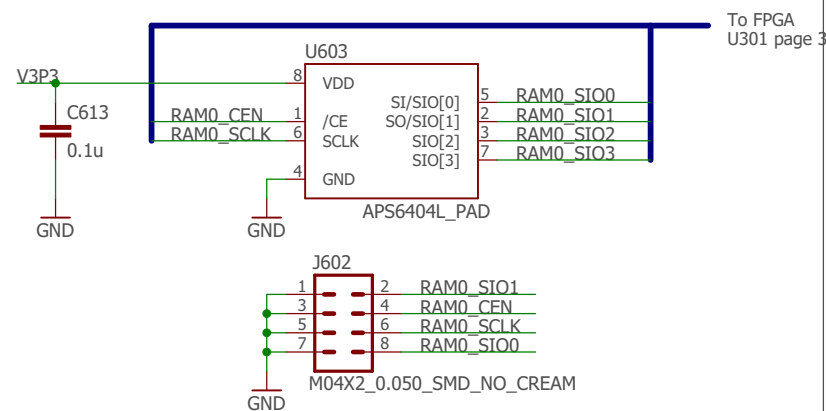 To FPGA
U301 page 3
U603
V3P3
8 VDD
C613
0.1u
RAM0_CEN 1 /CE
RAM0_SCLK 6 SCLK
SI/SIO[0] 5 RAM0_SIO0
SO/SIO[1] 2 RAM0_SIO1
SIO[2] 3 RAM0_SIO2
SIO[3] 7 RAM0_SIO3
4 GND
APS6404L_PAD
GND
GND
J602
1 2 RAM0_SIO1
3 4 RAM0_CEN
5 6 RAM0_SCLK
7 8 RAM0_SIO0
M04X2_0.050_SMD_NO_CREAM
GND